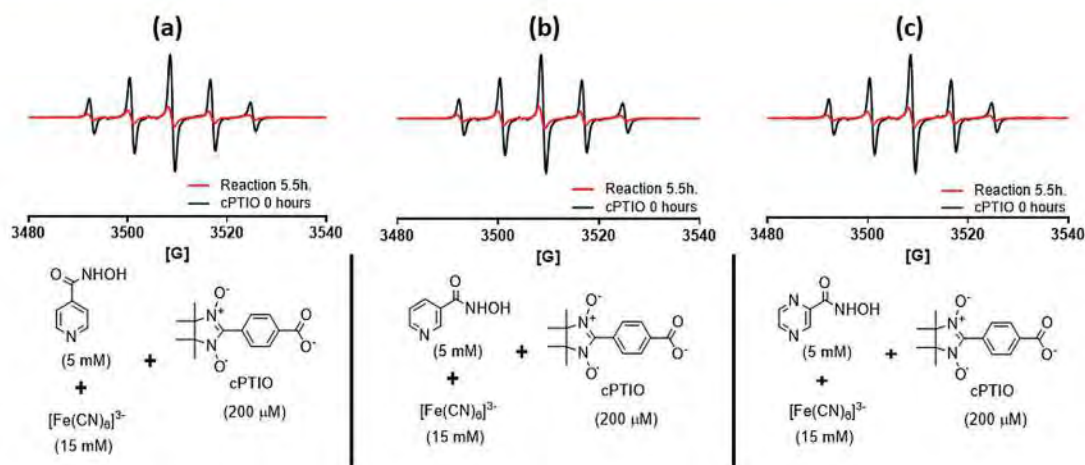 (a)
Reaction 5.5h.
cPTIO 0 hours
3480 3500 3520 3540
[G]
O
NHOH
N
(5 mM)
+
[Fe(CN)6]3-
(15 mM)
+
O-
N+
N
O-
O
O-
cPTIO
(200 µM)
(b)
Reaction 5.5h.
cPTIO 0 hours
3480 3500 3520 3540
[G]
O
NHOH
N
(5 mM)
+
[Fe(CN)6]3-
(15 mM)
+
O-
N+
N
O-
O
O-
cPTIO
(200 µM)
(c)
Reaction 5.5h.
cPTIO 0 hours
3480 3500 3520 3540
[G]
N
O
NHOH
N
(5 mM)
+
[Fe(CN)6]3-
(15 mM)
+
O-
N+
N
O-
O
O-
cPTIO
(200 µM)